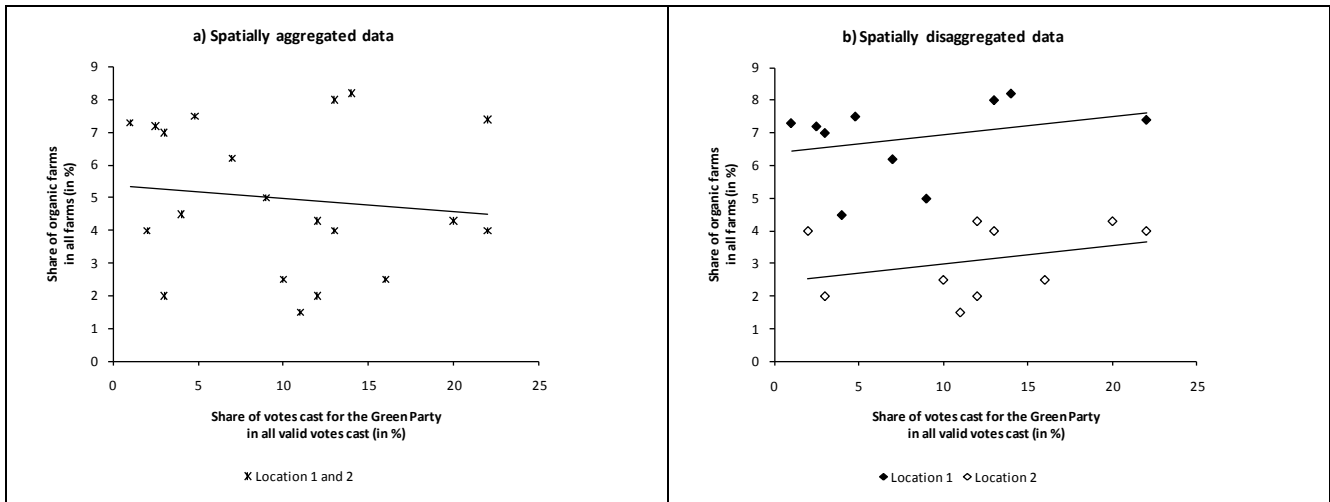 a) Spatially aggregated data
Share of organic farms
in all farms (in %)
9
8
7
6
5
4
3
2
1
0
0 5 10 15 20 25
Share of votes cast for the Green Party
in all valid votes cast (in %)
Location 1 and 2
b) Spatially disaggregated data
Share of organic farms
in all farms (in %)
9
8
7
6
5
4
3
2
1
0
0 5 10 15 20 25
Share of votes cast for the Green Party
in all valid votes cast (in %)
Location 1 Location 2